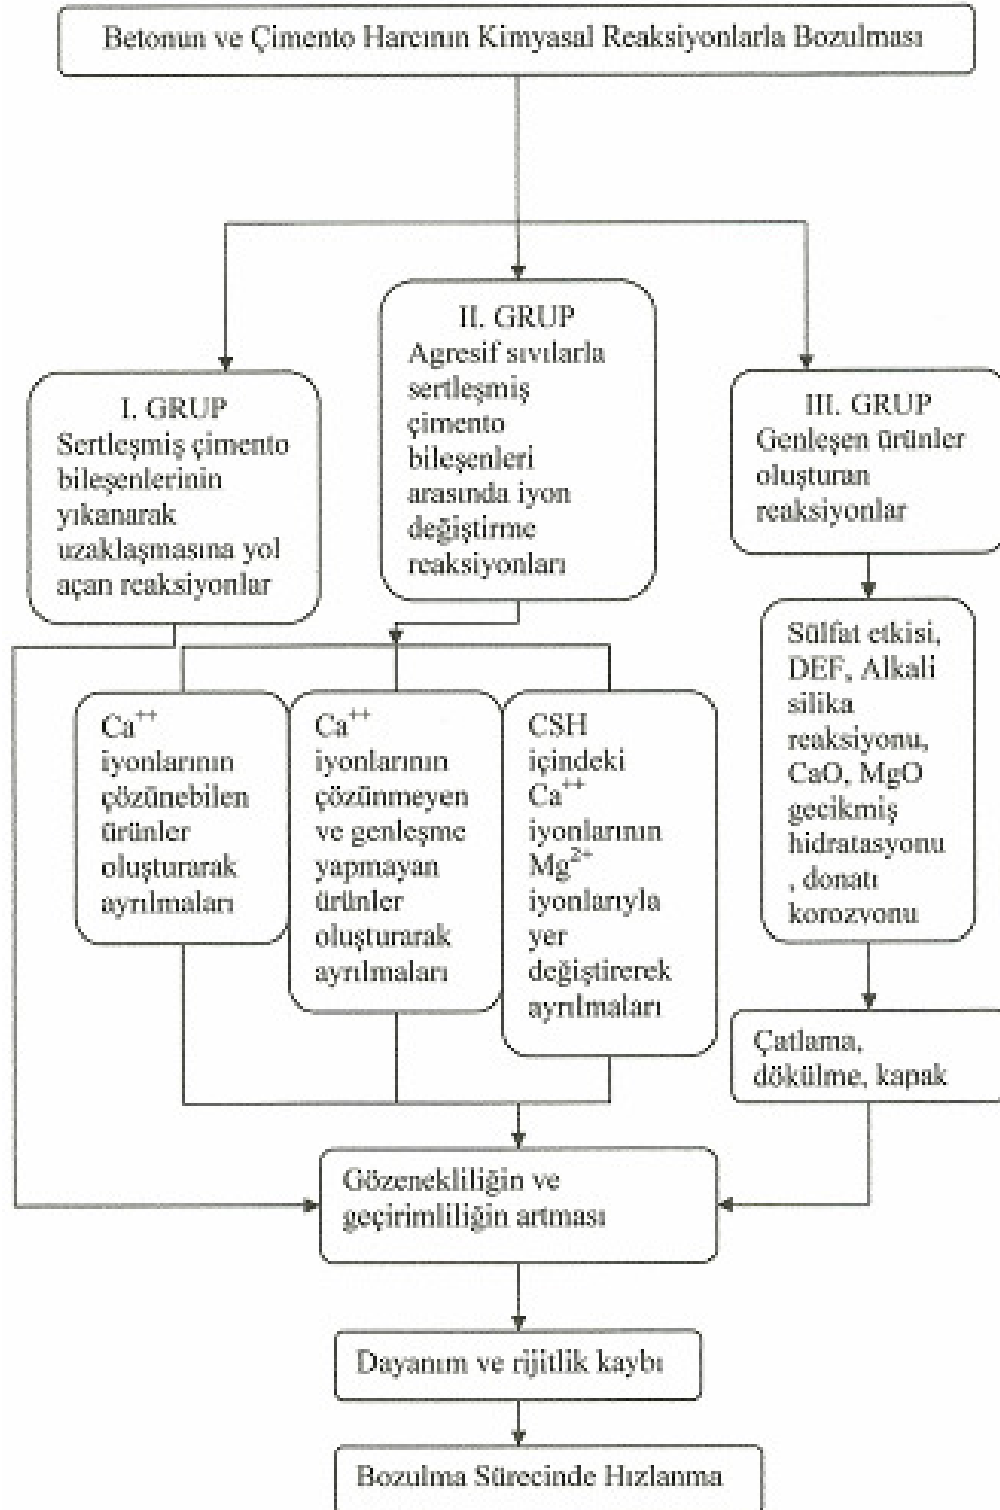 Betonun ve Çimento Harcının Kimyasal Reaksiyonlarla Bozulması
I. GRUP
Sertleşmiş çimento
bileşenlerinin
yıkanarak
uzaklaşmasına yol
açan reaksiyonlar
II. GRUP
Agresif sıvılarla
sertleşmiş
çimento
bileşenleri
arasında iyon
değiştirme
reaksiyonları
III. GRUP
Genleşen ürünler
oluşturan
reaksiyonlar
Ca⁺⁺
iyonlarının
çözünebilen
ürünler
oluşturarak
ayrılmaları
Ca⁺⁺
iyonlarının
çözünmeyen
ve genleşme
yapmayan
ürünler
oluşturarak
ayrılmaları
CSH
içindeki
Ca⁺⁺
iyonlarının
Mg²⁺
iyonlarıyla
yer
değiştirerek
ayrılmaları
Sülfat etkisi,
DEF, Alkali
silika
reaksiyonu,
CaO, MgO
gecikmiş
hidratasyonu
, donatı
korozyonu
Çatlama,
dökülme, kapak
Gözenekliliğin ve
geçirimliliğin artması
Dayanım ve rijitlik kaybı
Bozulma Sürecinde Hızlanma